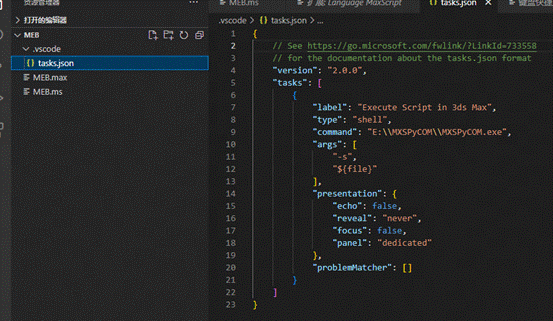 资源管理器
MEB.ms
扩展: Language MaxScript
tasks.json
键盘快捷
打开的编辑器
.vscode > {} tasks.json > ...
MEB
.vscode
{} tasks.json
MEB.max
MEB.ms
1 {
2 // See https://go.microsoft.com/fwlink/?LinkId=733558
3 // for the documentation about the tasks.json format
4 "version": "2.0.0",
5 "tasks": [
6 {
7 "label": "Execute Script in 3ds Max",
8 "type": "shell",
9 "command": "E:\\MXSPyCOM\\MXSPyCOM.exe",
10 "args": [
11 "-s",
12 "${file}"
13 ],
14 "presentation": {
15 "echo": false,
16 "reveal": "never",
17 "focus": false,
18 "panel": "dedicated"
19 },
20 "problemMatcher": []
21 }
22 ]
23 }